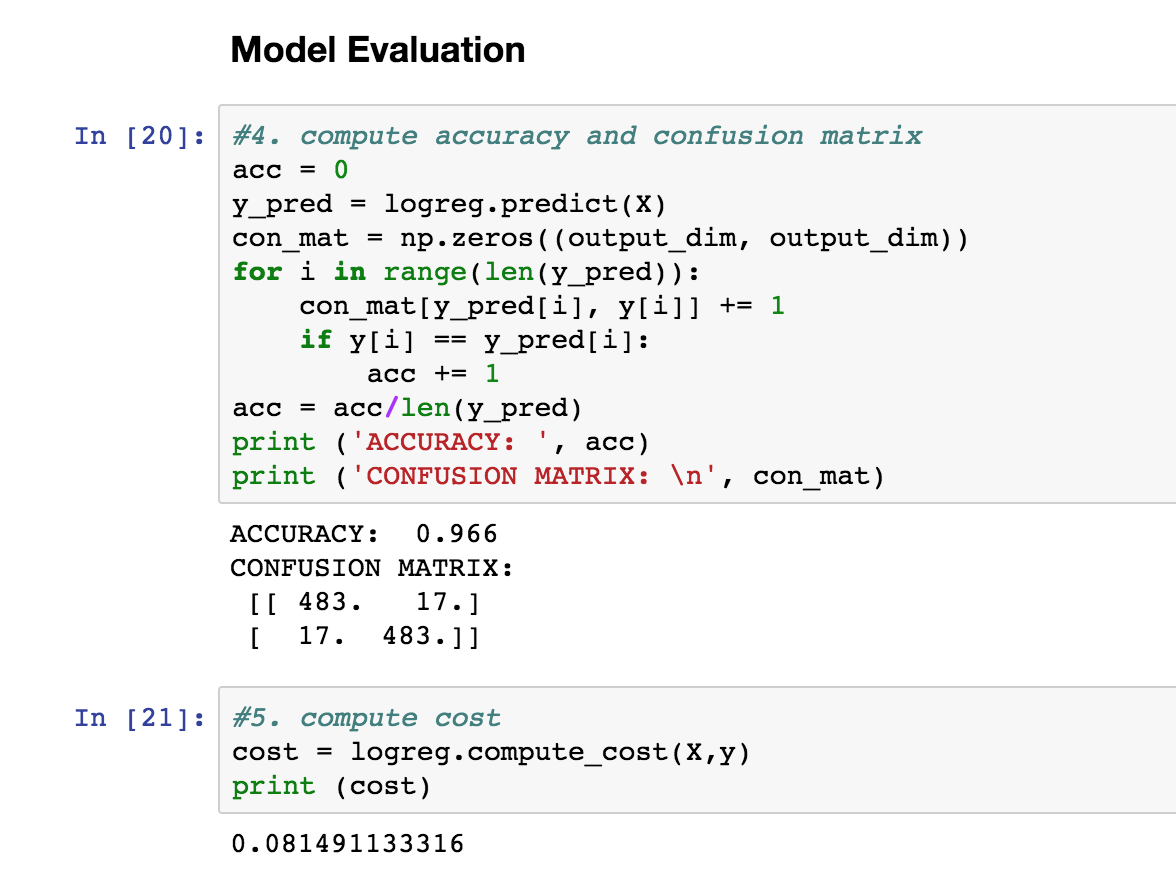 Model Evaluation
In [20]: #4. compute accuracy and confusion matrix
acc = 0
y_pred = logreg.predict(X)
con_mat = np.zeros((output_dim, output_dim))
for i in range(len(y_pred)):
    con_mat[y_pred[i], y[i]] += 1
    if y[i] == y_pred[i]:
        acc += 1
acc = acc/len(y_pred)
print ('ACCURACY: ', acc)
print ('CONFUSION MATRIX: \n', con_mat)
ACCURACY:  0.966
CONFUSION MATRIX:
 [[ 483.   17.]
 [  17.  483.]]
In [21]: #5. compute cost
cost = logreg.compute_cost(X,y)
print (cost)
0.081491133316